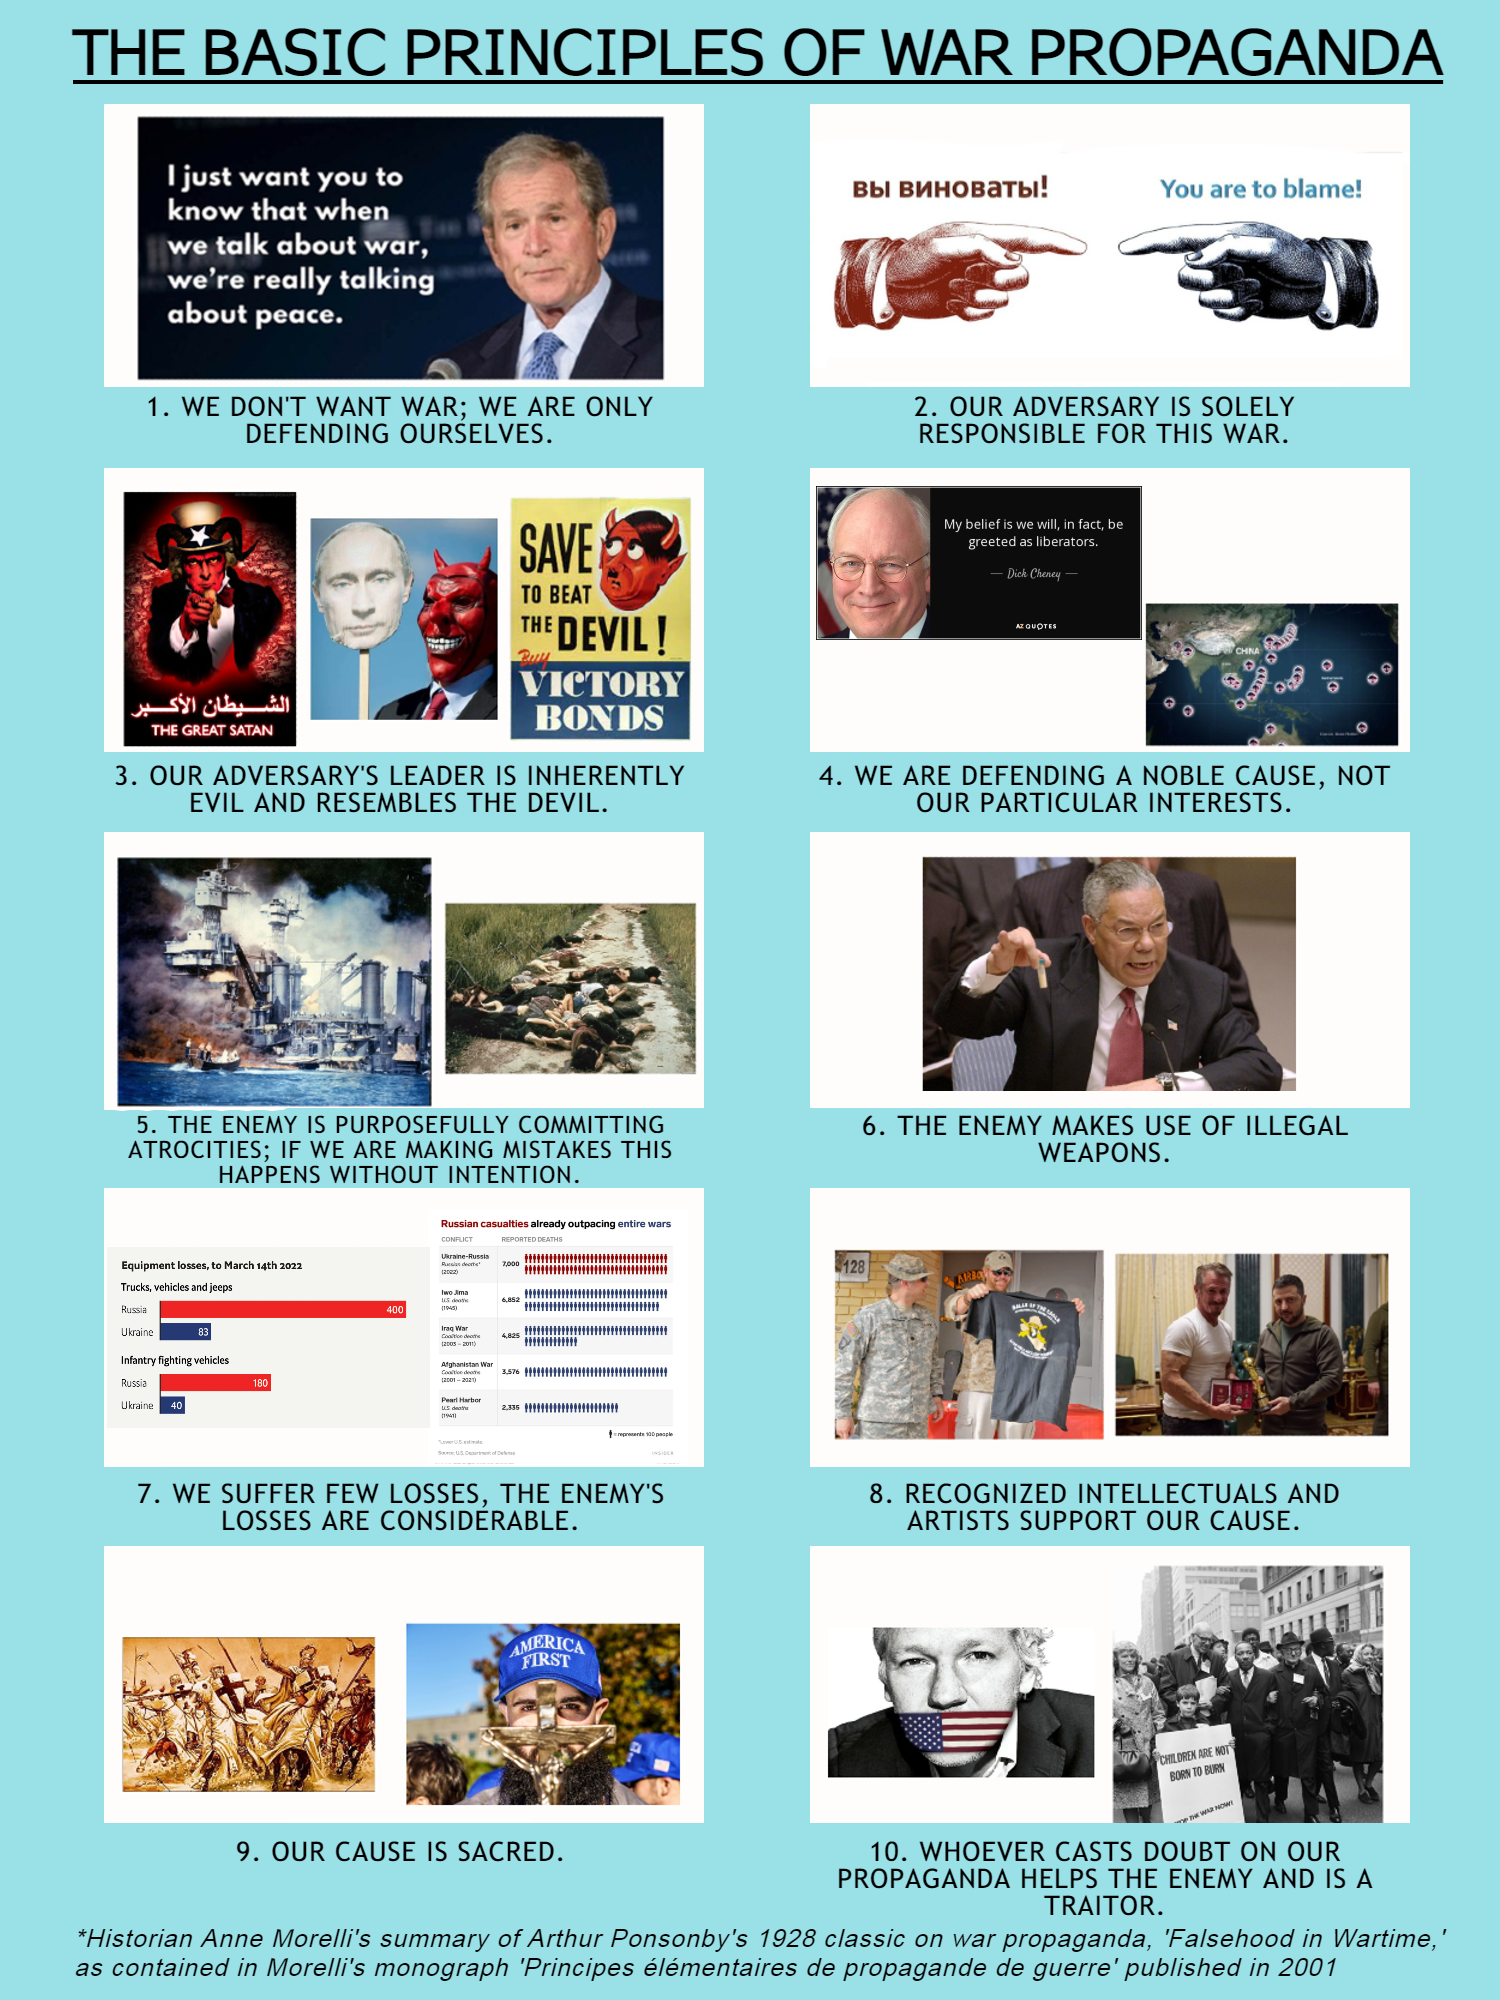 THE BASIC PRINCIPLES OF WAR PROPAGANDA
I just want you to
know that when
we talk about war,
we're really talking
about peace.
1. WE DON'T WANT WAR; WE ARE ONLY
DEFENDING OURSELVES.
вы виноваты!
You are to blame!
2. OUR ADVERSARY IS SOLELY
RESPONSIBLE FOR THIS WAR.
الشـيطان الأكـبر
THE GREAT SATAN
SAVE
TO BEAT
THE DEVIL!
Buy
VICTORY
BONDS
3. OUR ADVERSARY'S LEADER IS INHERENTLY
EVIL AND RESEMBLES THE DEVIL.
My belief is we will, in fact, be
greeted as liberators.
— Dick Cheney —
AZ QUOTES
CHINA
4. WE ARE DEFENDING A NOBLE CAUSE, NOT
OUR PARTICULAR INTERESTS.
5. THE ENEMY IS PURPOSEFULLY COMMITTING
ATROCITIES; IF WE ARE MAKING MISTAKES THIS
HAPPENS WITHOUT INTENTION.
6. THE ENEMY MAKES USE OF ILLEGAL
WEAPONS.
Equipment losses, to March 14th 2022
Trucks, vehicles and jeeps
Russia 400
Ukraine 83
Infantry fighting vehicles
Russia 180
Ukraine 40
Russian casualties already outpacing entire wars
CONFLICT REPORTED DEATHS
Ukraine-Russia
Russian deaths*
(2022)
7,000
Iwo Jima
U.S. deaths
(1945)
6,852
Iraq War
Coalition deaths
(2003 – 2011)
4,825
Afghanistan War
Coalition deaths
(2001 – 2021)
3,576
Pearl Harbor
U.S. deaths
(1941)
2,335
= represents 100 people
*Lower U.S. estimate.
Source: U.S. Department of Defense
INSIDER
7. WE SUFFER FEW LOSSES, THE ENEMY'S
LOSSES ARE CONSIDERABLE.
128
8. RECOGNIZED INTELLECTUALS AND
ARTISTS SUPPORT OUR CAUSE.
AMERICA
FIRST
9. OUR CAUSE IS SACRED.
CHILDREN ARE NOT
BORN TO BURN
STOP THE WAR NOW!
10. WHOEVER CASTS DOUBT ON OUR
PROPAGANDA HELPS THE ENEMY AND IS A
TRAITOR.
*Historian Anne Morelli's summary of Arthur Ponsonby's 1928 classic on war propaganda, 'Falsehood in Wartime,'
as contained in Morelli's monograph 'Principes élémentaires de propagande de guerre' published in 2001